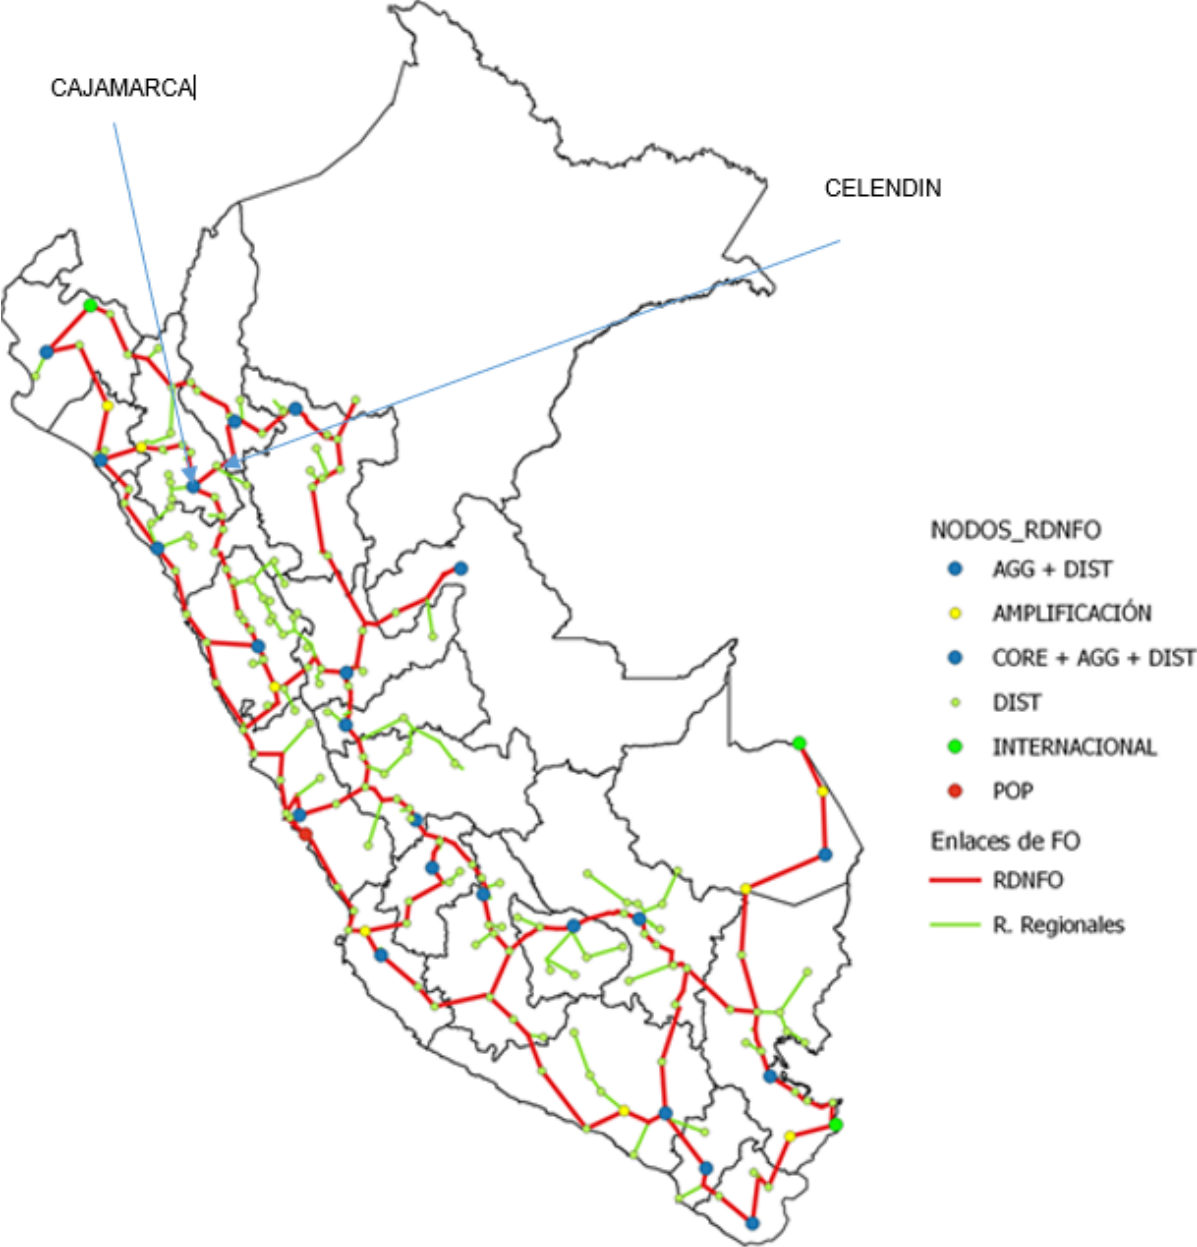 CAJAMARCA
CELENDIN
NODOS_RDNFO
AGG + DIST
AMPLIFICACIÓN
CORE + AGG + DIST
DIST
INTERNACIONAL
POP
Enlaces de FO
RDNFO
R. Regionales